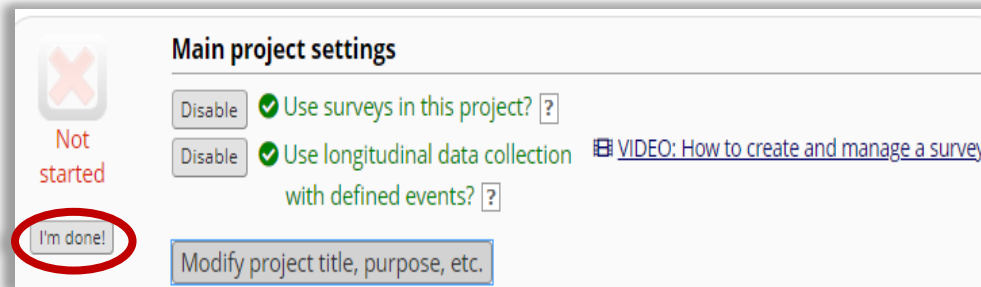 Main project settings
Not
started
I'm done!
Disable Use surveys in this project? ?
Disable Use longitudinal data collection
with defined events? ?
VIDEO: How to create and manage a survey
Modify project title, purpose, etc.